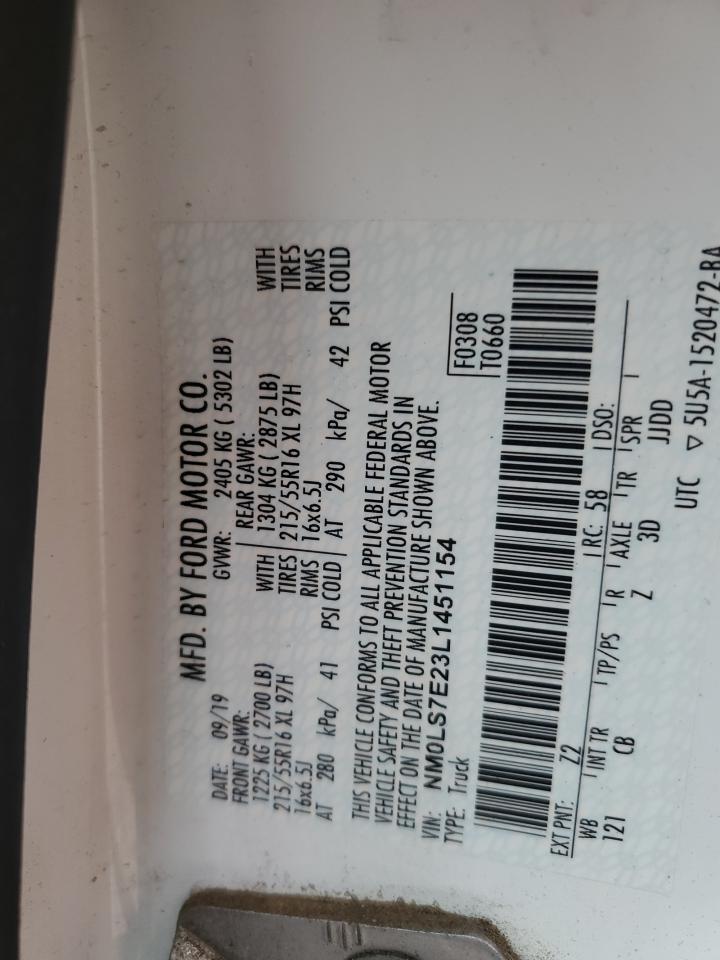 MFD. BY FORD MOTOR CO.
DATE: 09/19 GVWR: 2405 KG ( 5302 LB)
FRONT GAWR: REAR GAWR:
1225 KG ( 2700 LB) WITH 1304 KG ( 2875 LB) WITH
215/55R16 XL 97H TIRES 215/55R16 XL 97H TIRES
16x6.5J RIMS 16x6.5J RIMS
AT 280 kPa/ 41 PSI COLD AT 290 kPa/ 42 PSI COLD
THIS VEHICLE CONFORMS TO ALL APPLICABLE FEDERAL MOTOR
VEHICLE SAFETY AND THEFT PREVENTION STANDARDS IN
EFFECT ON THE DATE OF MANUFACTURE SHOWN ABOVE.
VIN: NM0LS7E23L1451154 F0308
TYPE: Truck T0660
EXT PNT: Z2 RC: 58 DSO:
WB INT TR TP/PS R AXLE TR SPR
121 CB Z 3D JJDD
UTC ▽ 5U5A-1520472-BA